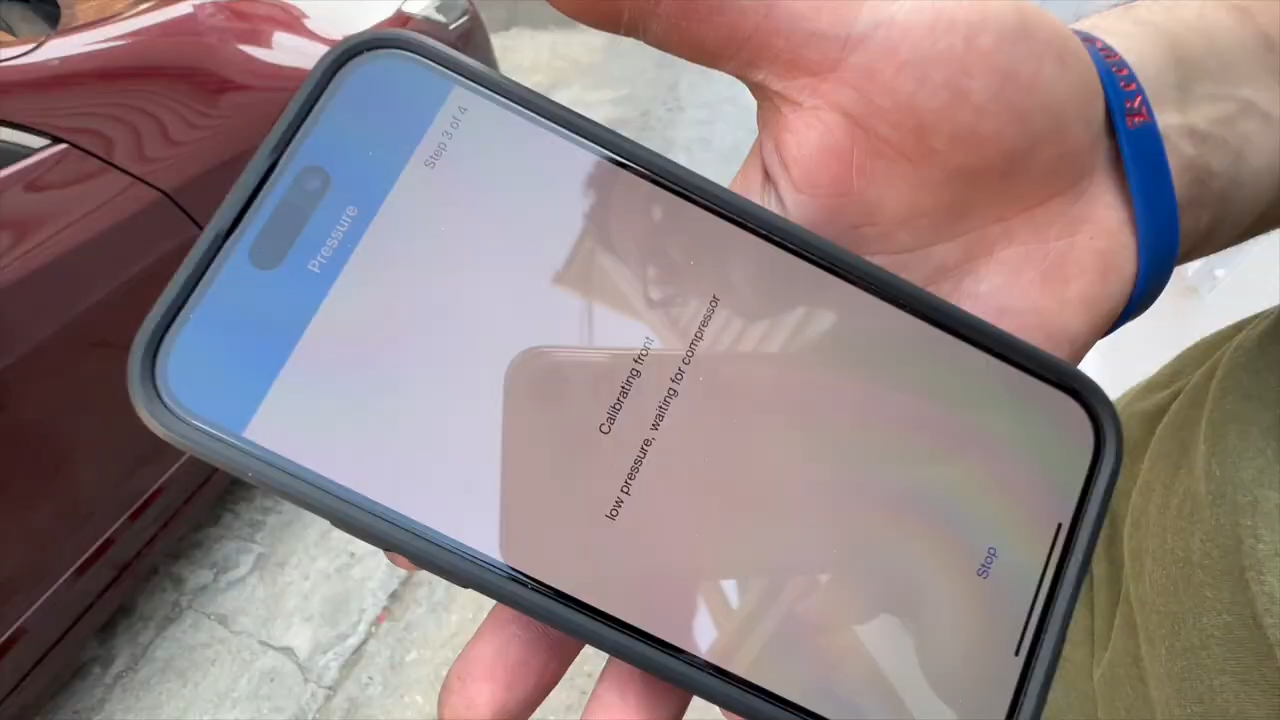 Pressure
Step 3 of 4
Calibrating front
low pressure, waiting for compressor
Stop